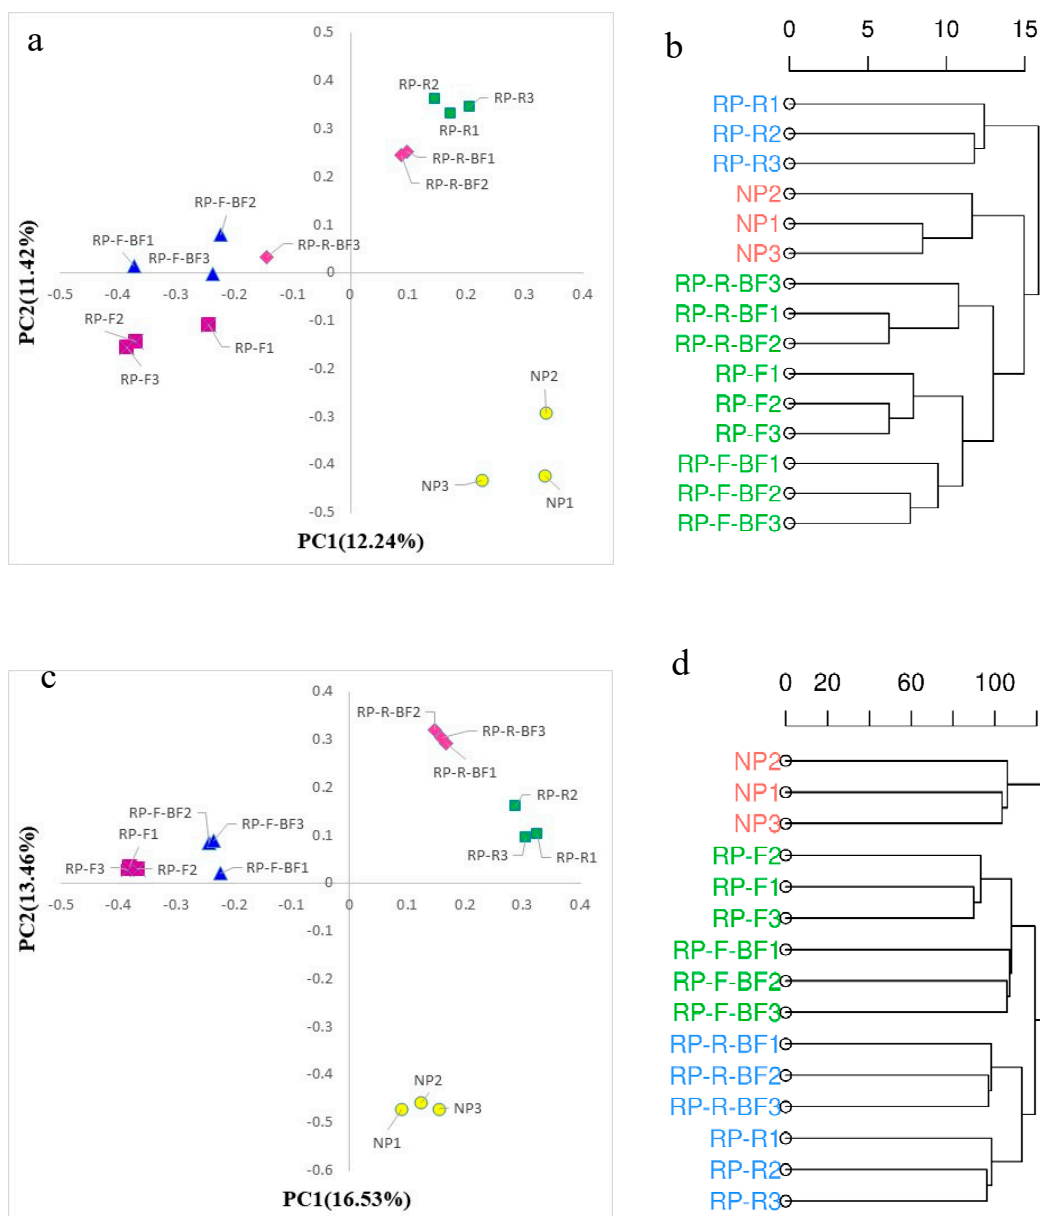 a
0.5
0.4
0.3
0.2
0.1
0
-0.1
-0.2
-0.3
-0.4
-0.5
-0.5 -0.4 -0.3 -0.2 -0.1 0 0.1 0.2 0.3 0.4 0.5
RP-R2
RP-R3
RP-R1
RP-R-BF1
RP-R-BF2
RP-F-BF2
RP-F-BF1
RP-F-BF3
RP-R-BF3
RP-F2
RP-F1
RP-F3
NP2
NP3
NP1
PC2(11.42%)
PC1(12.24%)
b
0 5 10 15
RP-R1
RP-R2
RP-R3
NP2
NP1
NP3
RP-R-BF3
RP-R-BF1
RP-R-BF2
RP-F1
RP-F2
RP-F3
RP-F-BF1
RP-F-BF2
RP-F-BF3
c
0.4
0.3
0.2
0.1
0
-0.1
-0.2
-0.3
-0.4
-0.5
-0.6
-0.5 -0.4 -0.3 -0.2 -0.1 0 0.1 0.2 0.3 0.4
RP-R-BF2
RP-R-BF3
RP-R-BF1
RP-R2
RP-R3
RP-R1
RP-F-BF2
RP-F-BF3
RP-F1
RP-F3
RP-F2
RP-F-BF1
NP2
NP3
NP1
PC2(13.46%)
PC1(16.53%)
d
0 20 60 100
NP2
NP1
NP3
RP-F2
RP-F1
RP-F3
RP-F-BF1
RP-F-BF2
RP-F-BF3
RP-R-BF1
RP-R-BF2
RP-R-BF3
RP-R1
RP-R2
RP-R3